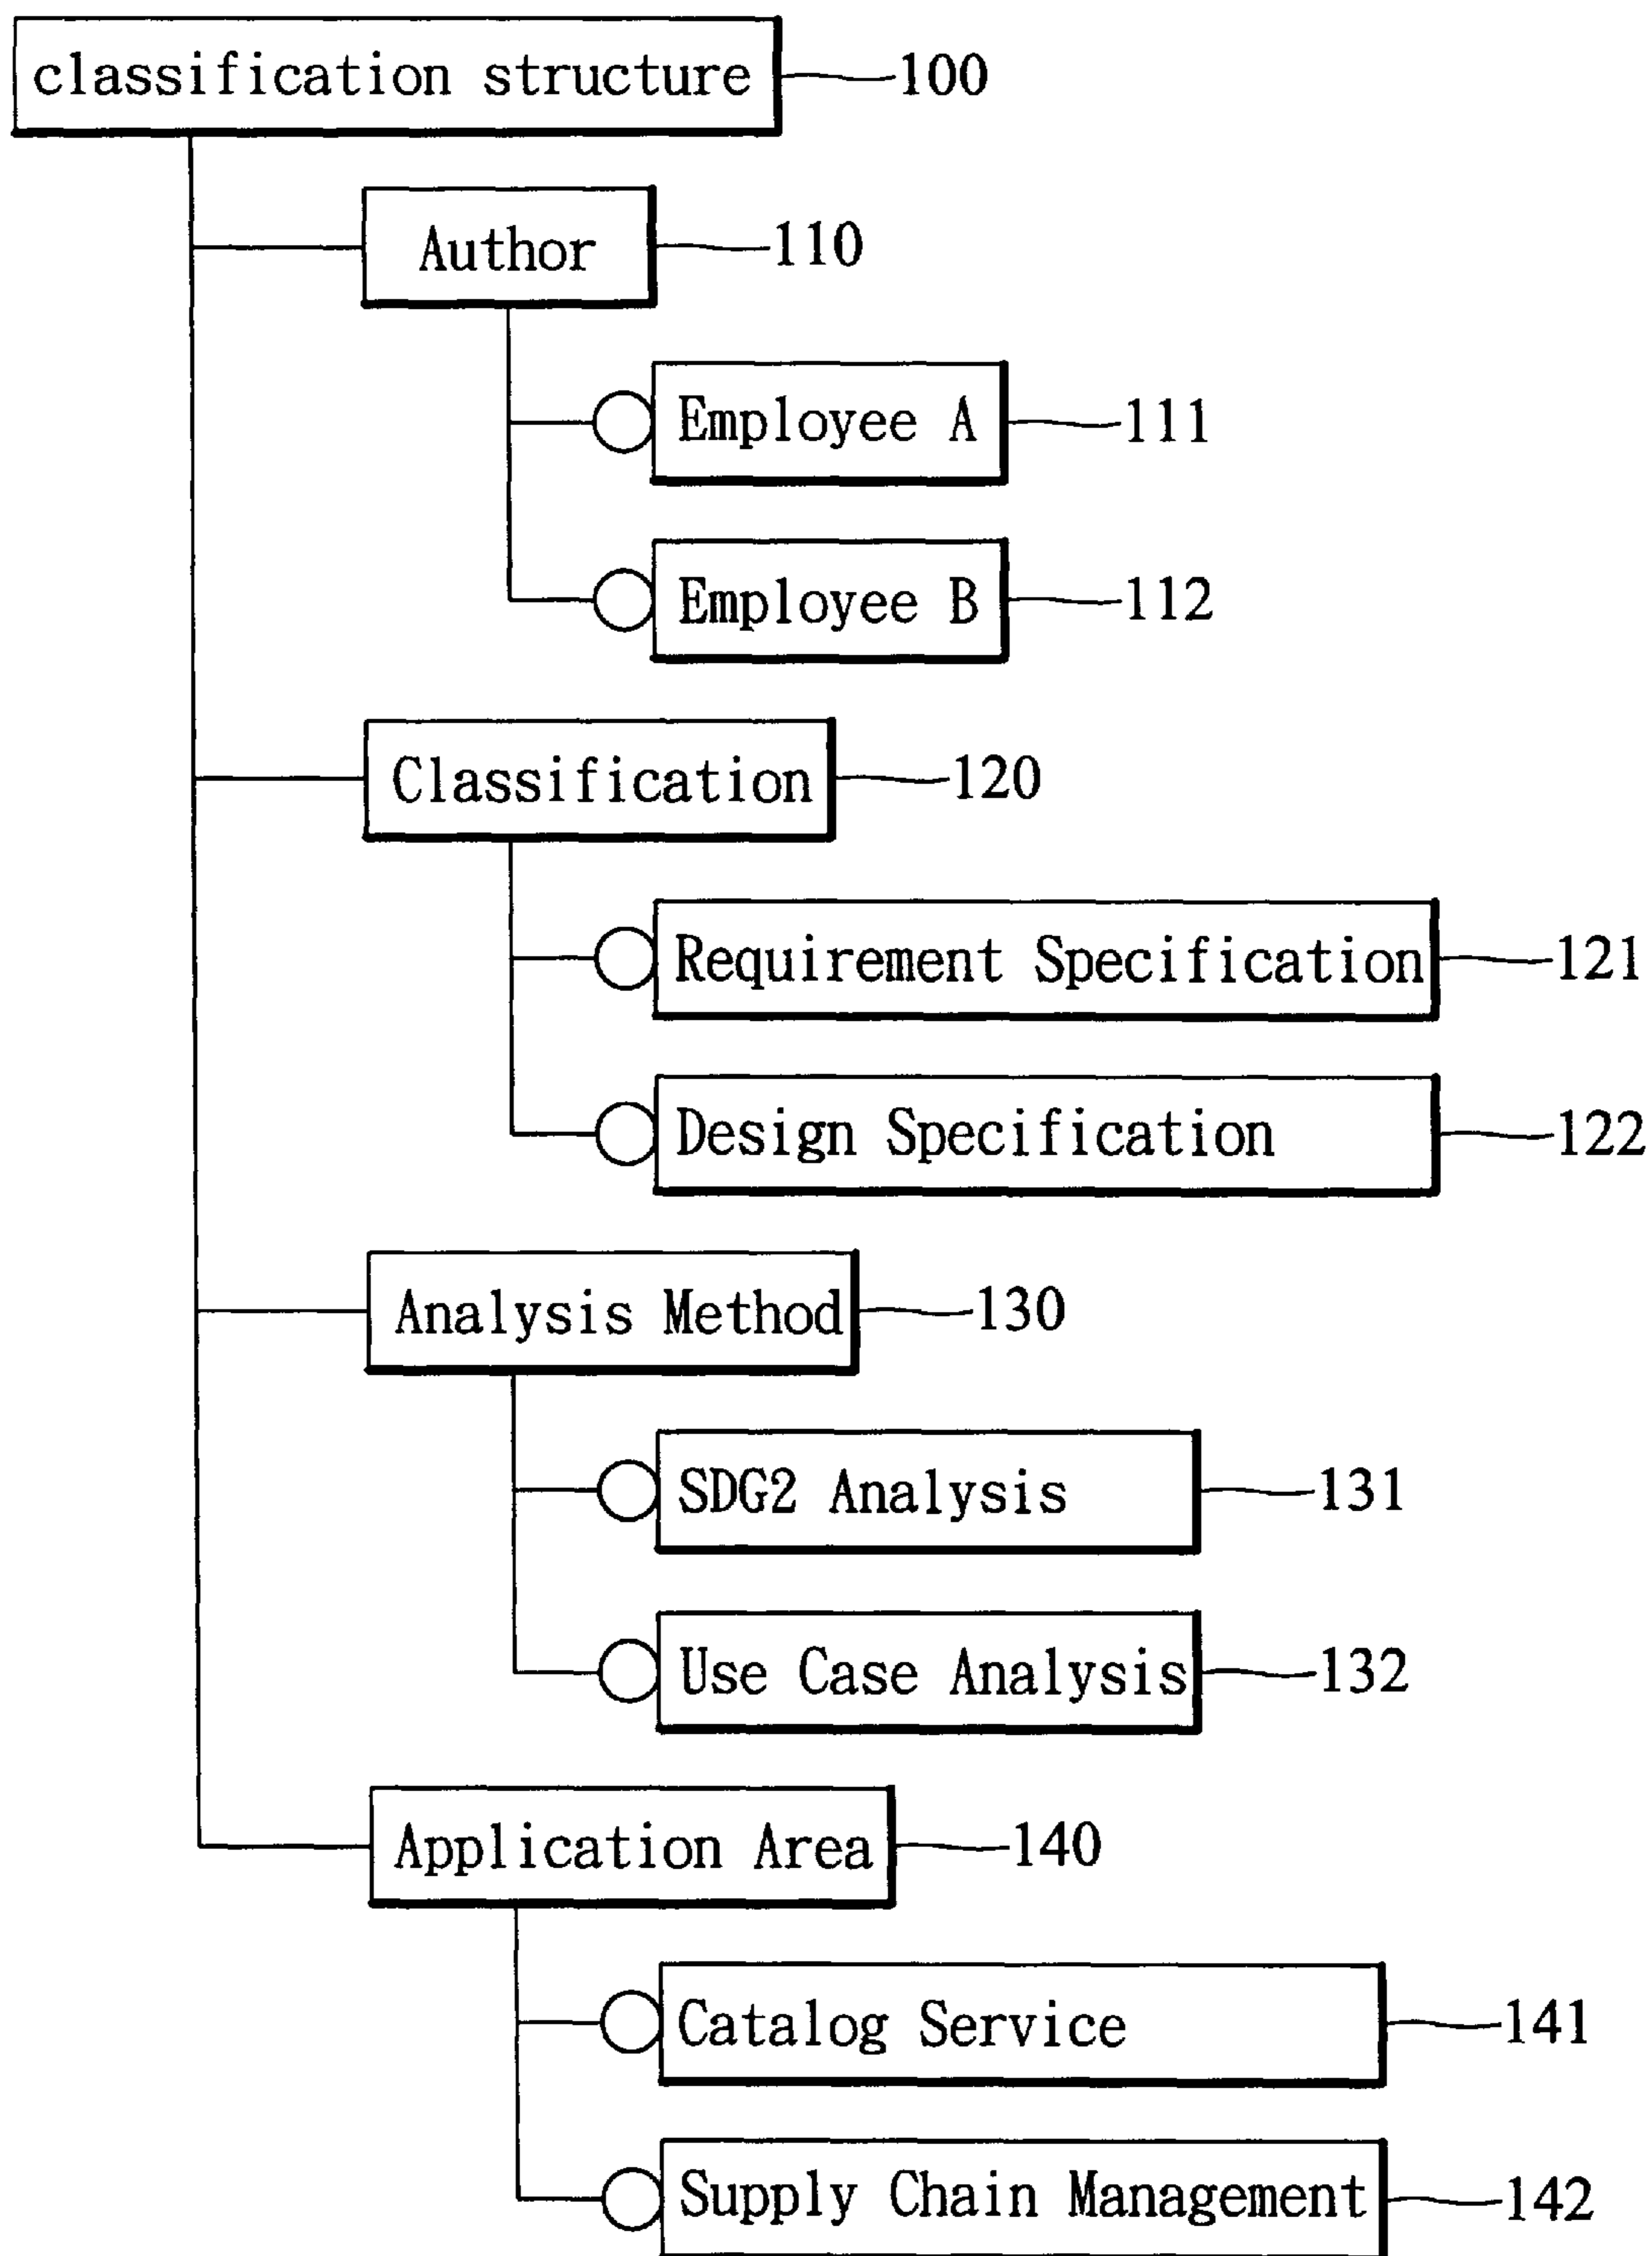 classification structure 100
Author 110
Employee A 111
Employee B 112
Classification 120
Requirement Specification 121
Design Specification 122
Analysis Method 130
SDG2 Analysis 131
Use Case Analysis 132
Application Area 140
Catalog Service 141
Supply Chain Management 142